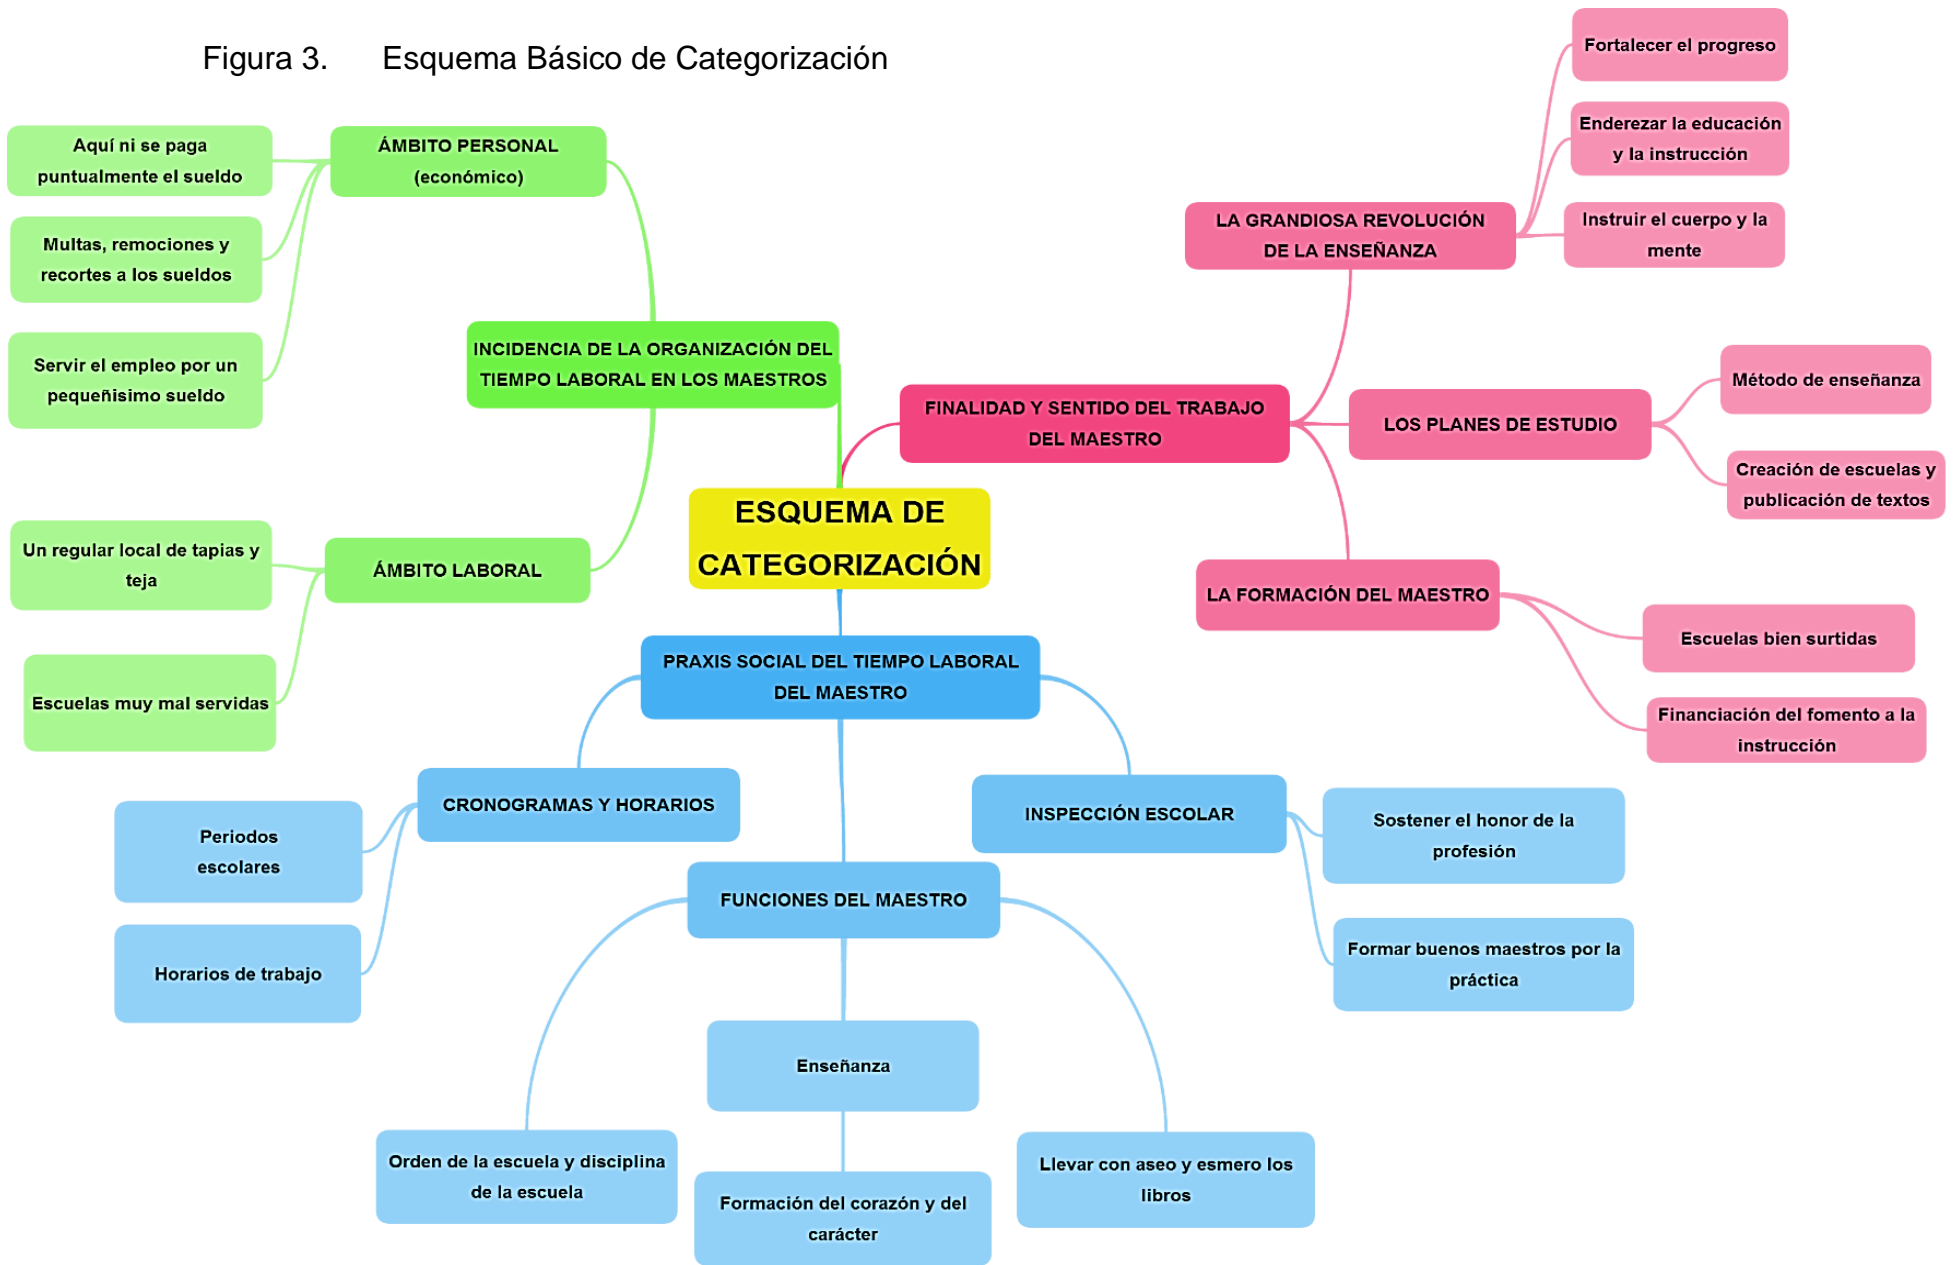 Figura 3. Esquema Básico de Categorización
Aquí ni se paga
puntualmente el sueldo
Multas, remociones y
recortes a los sueldos
Servir el empleo por un
pequeñisimo sueldo
ÁMBITO PERSONAL
(económico)
INCIDENCIA DE LA ORGANIZACIÓN DEL
TIEMPO LABORAL EN LOS MAESTROS
Un regular local de tapias y
teja
Escuelas muy mal servidas
ÁMBITO LABORAL
ESQUEMA DE
CATEGORIZACIÓN
FINALIDAD Y SENTIDO DEL TRABAJO
DEL MAESTRO
LA GRANDIOSA REVOLUCIÓN
DE LA ENSEÑANZA
Fortalecer el progreso
Enderezar la educación
y la instrucción
Instruir el cuerpo y la
mente
LOS PLANES DE ESTUDIO
Método de enseñanza
Creación de escuelas y
publicación de textos
LA FORMACIÓN DEL MAESTRO
Escuelas bien surtidas
Financiación del fomento a la
instrucción
PRAXIS SOCIAL DEL TIEMPO LABORAL
DEL MAESTRO
CRONOGRAMAS Y HORARIOS
Periodos
escolares
Horarios de trabajo
FUNCIONES DEL MAESTRO
Orden de la escuela y disciplina
de la escuela
Enseñanza
Formación del corazón y del
carácter
Llevar con aseo y esmero los
libros
INSPECCIÓN ESCOLAR
Sostener el honor de la
profesión
Formar buenos maestros por la
práctica